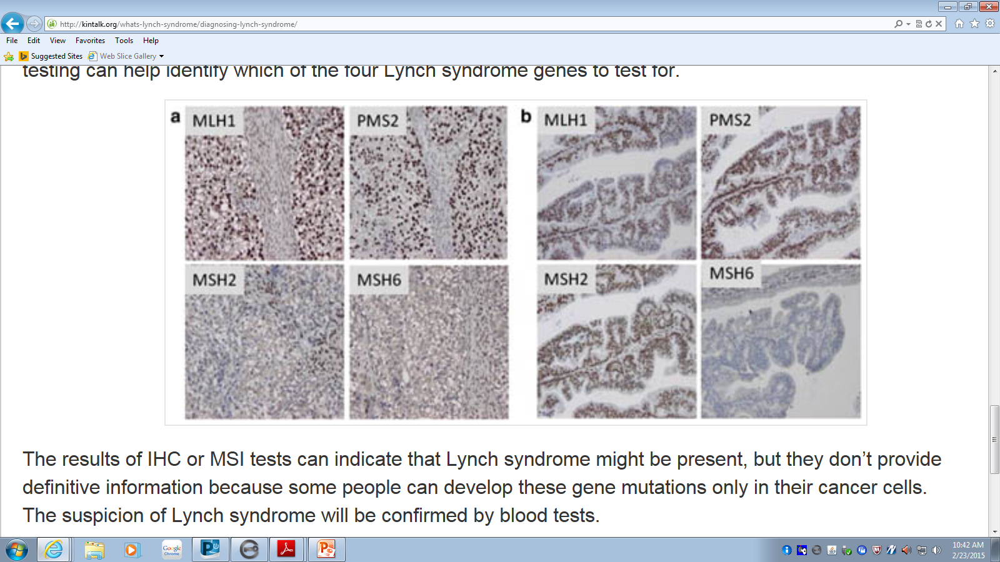 http://kintalk.org/whats-lynch-syndrome/diagnosing-lynch-syndrome/
File Edit View Favorites Tools Help
Suggested Sites Web Slice Gallery
testing can help identify which of the four Lynch syndrome genes to test for.
a MLH1 PMS2 b MLH1 PMS2
MSH2 MSH6 MSH2 MSH6
The results of IHC or MSI tests can indicate that Lynch syndrome might be present, but they don’t provide
definitive information because some people can develop these gene mutations only in their cancer cells.
The suspicion of Lynch syndrome will be confirmed by blood tests.
Google
Chrome
10:42 AM
2/23/2015